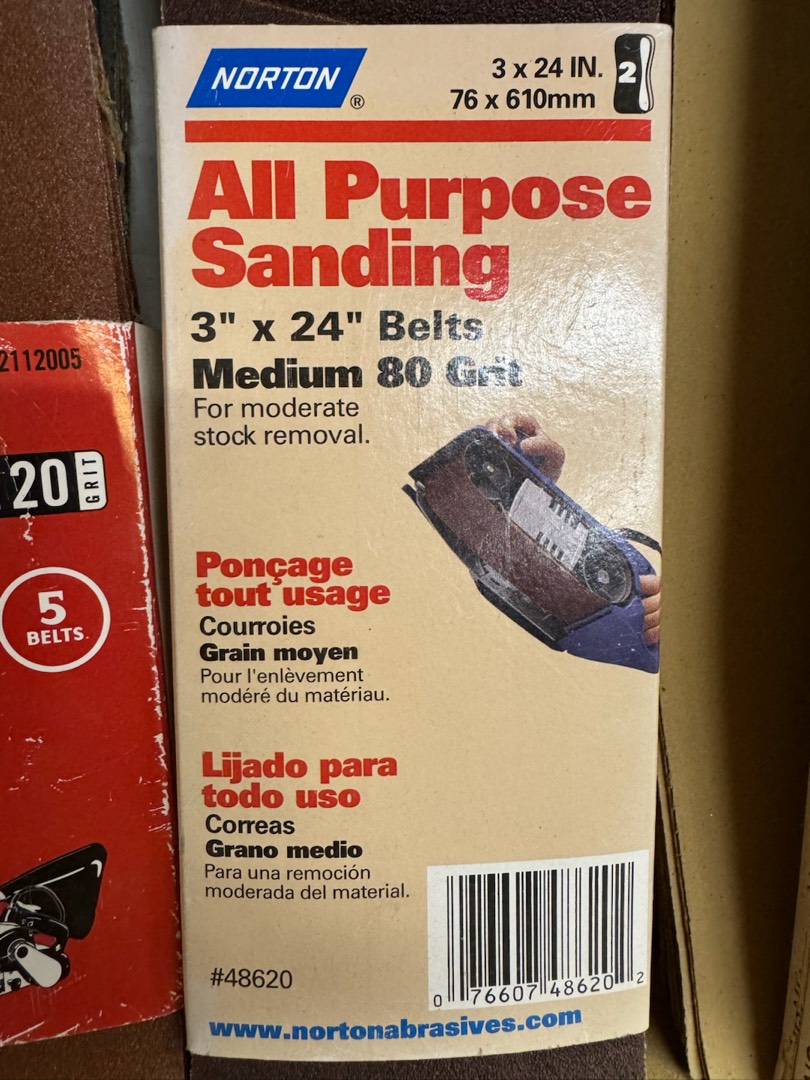 NORTON®
3 x 24 IN.
76 x 610mm
2
All Purpose
Sanding
3" x 24" Belts
Medium 80 Grit
For moderate
stock removal.
Ponçage
tout usage
Courroies
Grain moyen
Pour l'enlèvement
modéré du matériau.
Lijado para
todo uso
Correas
Grano medio
Para una remoción
moderada del material.
#48620
0 76607 48620 2
www.nortonabrasives.com
2112005
20 GRIT
5
BELTS